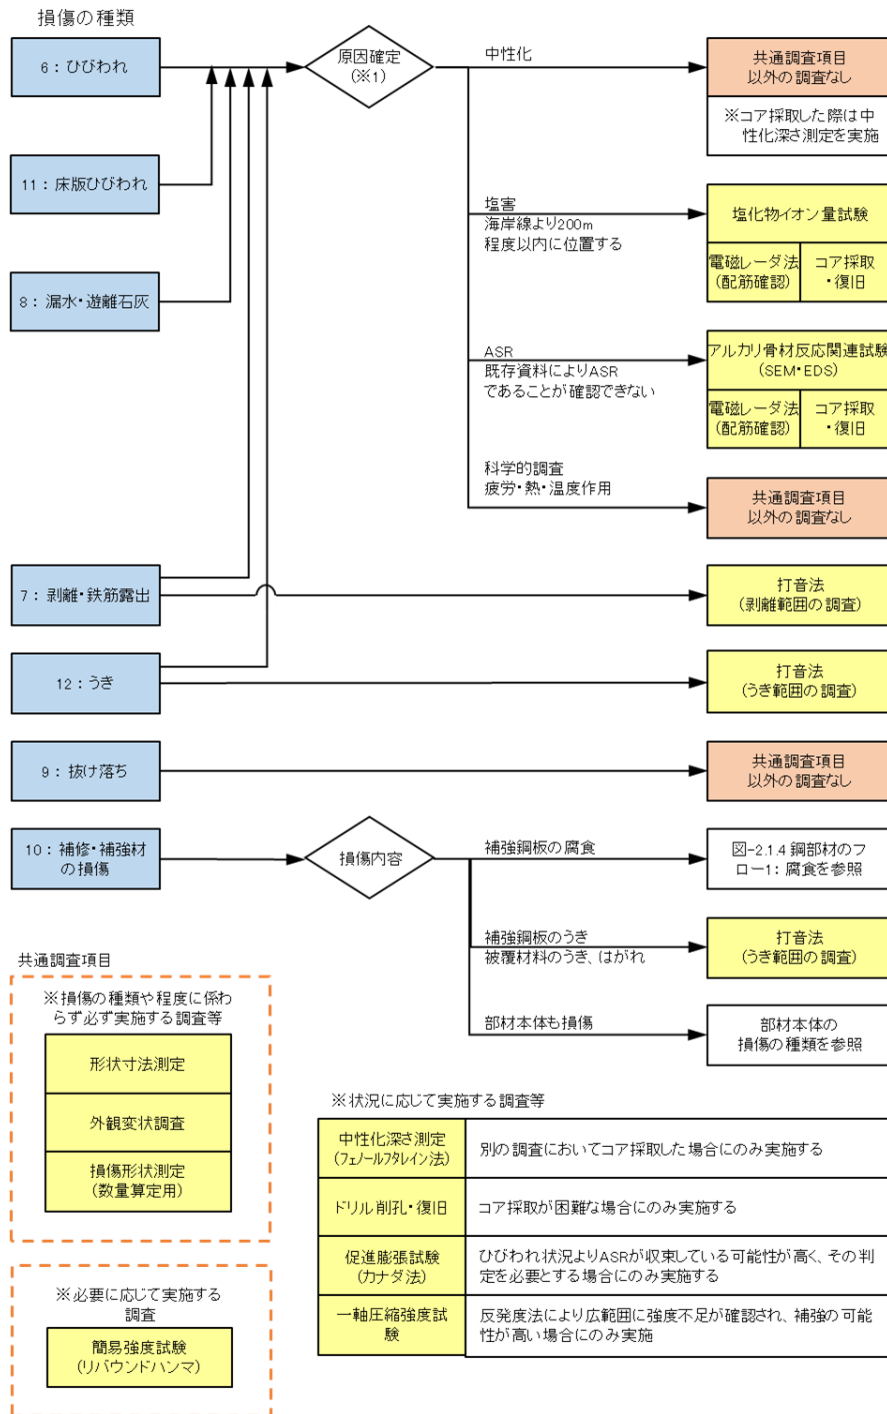 損傷の種類
6：ひびわれ
原因確定
(※1)
中性化
共通調査項目
以外の調査なし
※コア採取した際は中
性化深さ測定を実施
11：床版ひびわれ
塩害
海岸線より200m
程度以内に位置する
塩化物イオン量試験
電磁レーダ法
(配筋確認)
コア採取
・復旧
8：漏水・遊離石灰
ASR
既存資料によりASR
であることが確認できない
アルカリ骨材反応関連試験
(SEM・EDS)
電磁レーダ法
(配筋確認)
コア採取
・復旧
科学的調査
疲労・熱・温度作用
共通調査項目
以外の調査なし
7：剥離・鉄筋露出
打音法
(剥離範囲の調査)
12：うき
打音法
(うき範囲の調査)
9：抜け落ち
共通調査項目
以外の調査なし
10：補修・補強材
の損傷
損傷内容
補強鋼板の腐食
図-2.1.4 鋼部材のフ
ロー1：腐食を参照
補強鋼板のうき
被覆材料のうき、はがれ
打音法
(うき範囲の調査)
部材本体も損傷
部材本体の
損傷の種類を参照
共通調査項目
※損傷の種類や程度に係わ
らず必ず実施する調査等
形状寸法測定
外観変状調査
損傷形状測定
(数量算定用)
※必要に応じて実施する
調査
簡易強度試験
(リバウンドハンマ)
※状況に応じて実施する調査等
中性化深さ測定
(フェノールフタレイン法)
別の調査においてコア採取した場合にのみ実施する
ドリル削孔・復旧
コア採取が困難な場合にのみ実施する
促進膨張試験
(カナダ法)
ひびわれ状況よりASRが収束している可能性が高く、その判
定を必要とする場合にのみ実施する
一軸圧縮強度試
験
反発度法により広範囲に強度不足が確認され、補強の可能
性が高い場合にのみ実施